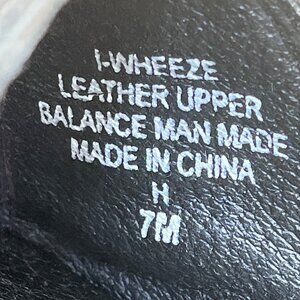 I-WHEEZE
LEATHER UPPER
BALANCE MAN MADE
MADE IN CHINA
H
7M